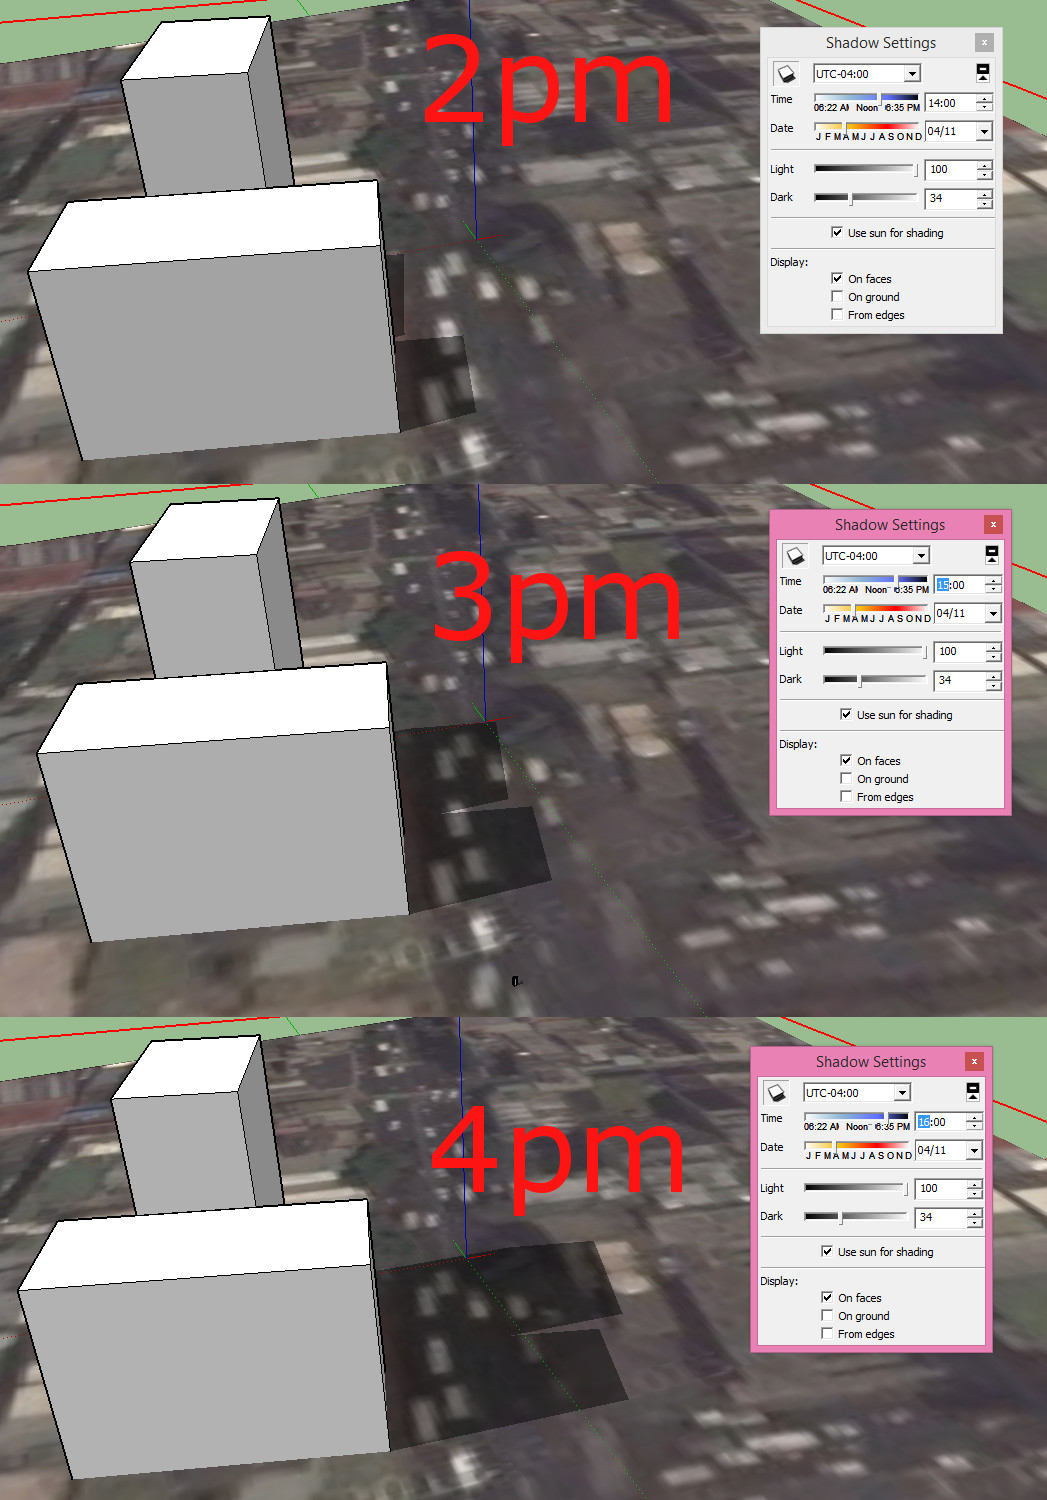 2pm
Shadow Settings
UTC-04:00
Time
06:22 AM Noon 6:35 PM
14:00
Date
J F M A M J J A S O N D
04/11
Light
100
Dark
34
Use sun for shading
Display:
On faces
On ground
From edges
3pm
Shadow Settings
UTC-04:00
Time
06:22 AM Noon 6:35 PM
15:00
Date
J F M A M J J A S O N D
04/11
Light
100
Dark
34
Use sun for shading
Display:
On faces
On ground
From edges
4pm
Shadow Settings
UTC-04:00
Time
06:22 AM Noon 6:35 PM
16:00
Date
J F M A M J J A S O N D
04/11
Light
100
Dark
34
Use sun for shading
Display:
On faces
On ground
From edges